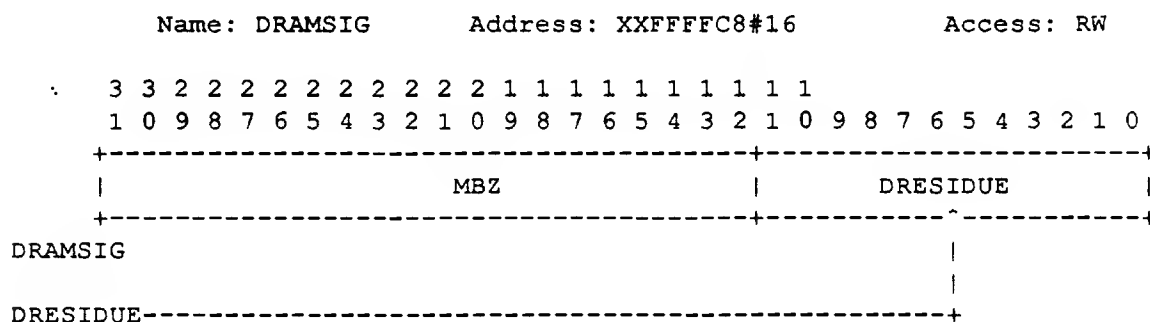 Name: DRAMSIG Address: XXFFFFC8#16 Access: RW
3 3 2 2 2 2 2 2 2 2 2 2 1 1 1 1 1 1 1 1 1 1
1 0 9 8 7 6 5 4 3 2 1 0 9 8 7 6 5 4 3 2 1 0 9 8 7 6 5 4 3 2 1 0
+---------------------------------------+-----------------------+
| MBZ | DRESIDUE |
+---------------------------------------+-----------^-----------+
DRAMSIG |
|
DRESIDUE------------------------------------------------+